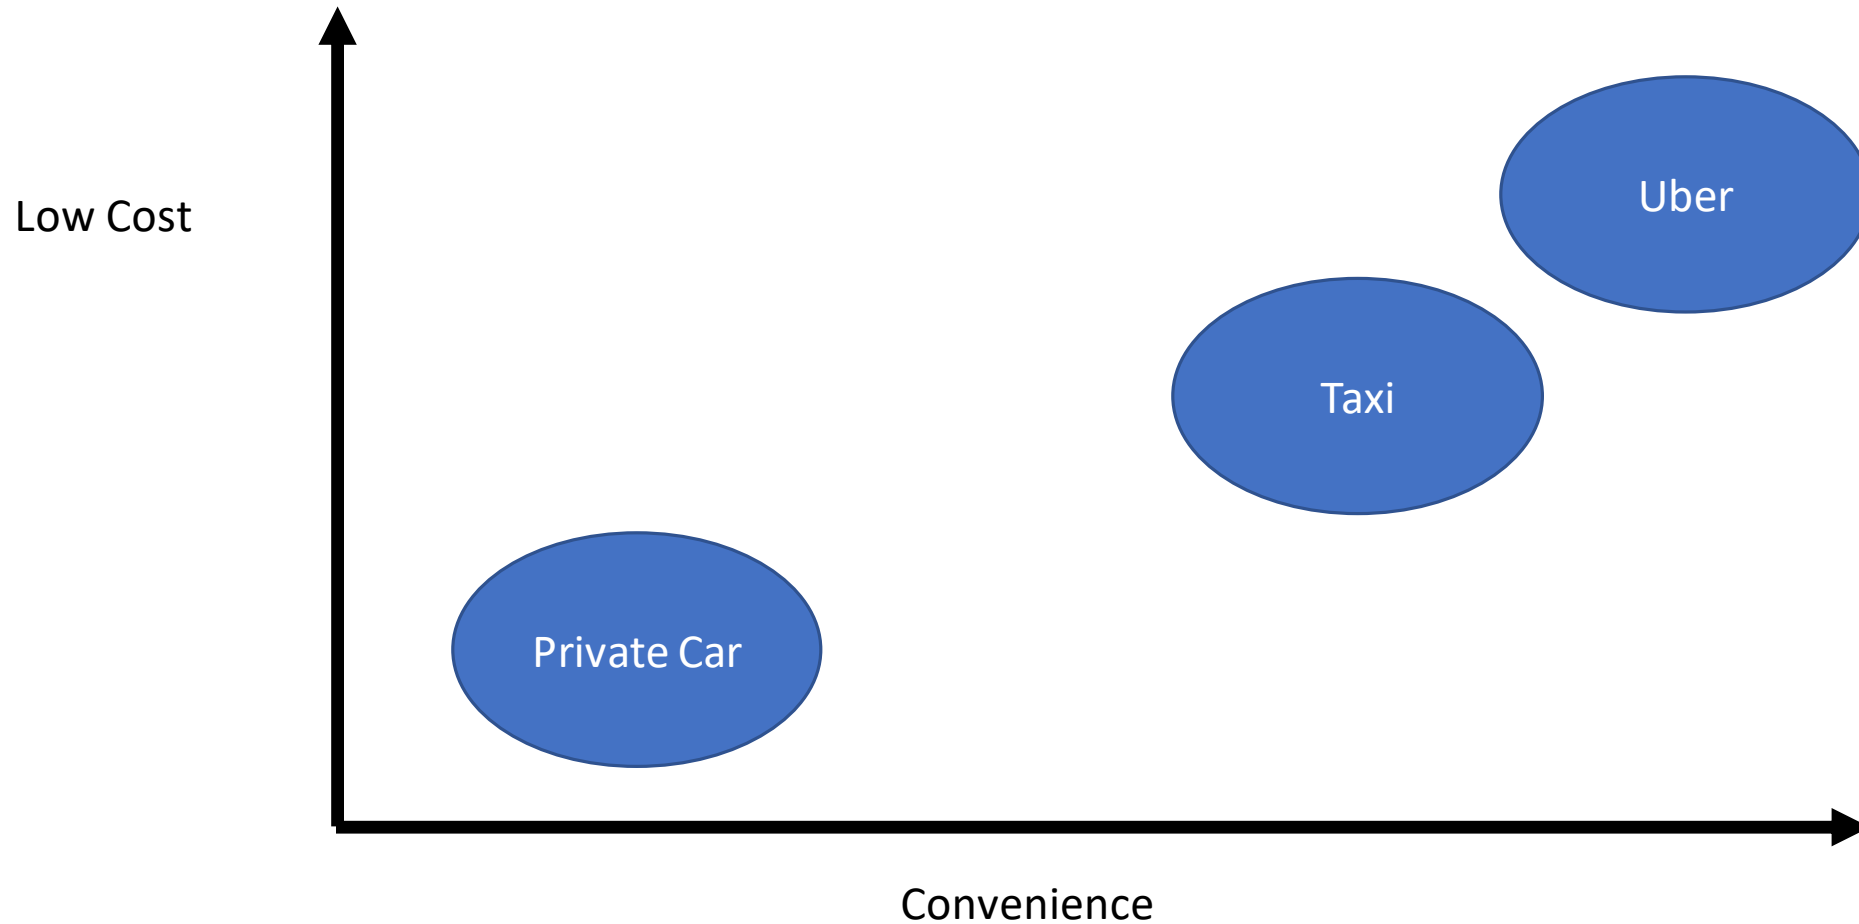 Uber
Low Cost
Taxi
Private Car
Convenience